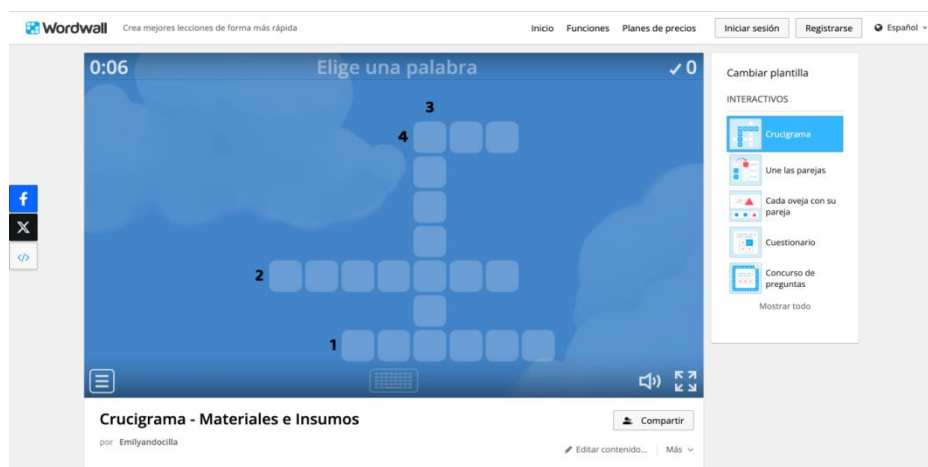 Wordwall Crea mejores lecciones de forma más rápida Inicio Funciones Planes de precios Iniciar sesión Registrarse Español
0:06 Elige una palabra 0
Cambiar plantilla
INTERACTIVOS
Crucigrama
Une las parejas
Cada oveja con su
pareja
Cuestionario
Concurso de
preguntas
Mostrar todo
3
4
2
1
Crucigrama - Materiales e Insumos
Compartir
por Emilyandocilla
Editar contenido... Más